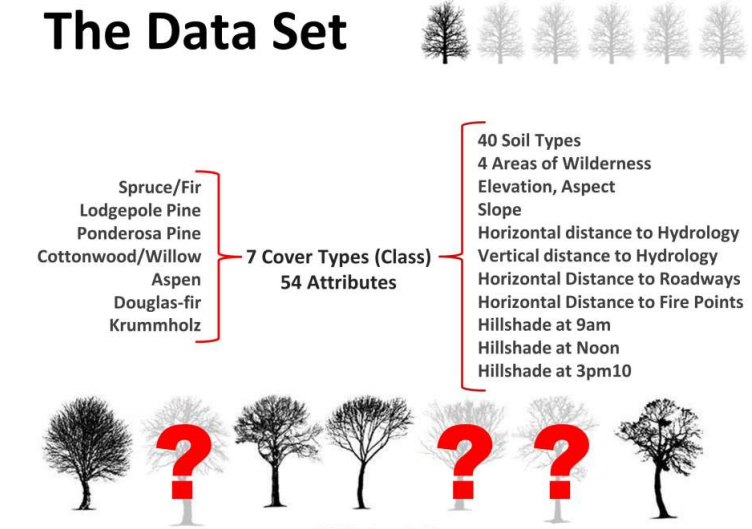 The Data Set
Spruce/Fir
Lodgepole Pine
Ponderosa Pine
Cottonwood/Willow
Aspen
Douglas-fir
Krummholz
7 Cover Types (Class)
54 Attributes
40 Soil Types
4 Areas of Wilderness
Elevation, Aspect
Slope
Horizontal distance to Hydrology
Vertical distance to Hydrology
Horizontal Distance to Roadways
Horizontal Distance to Fire Points
Hillshade at 9am
Hillshade at Noon
Hillshade at 3pm10
? ? ?